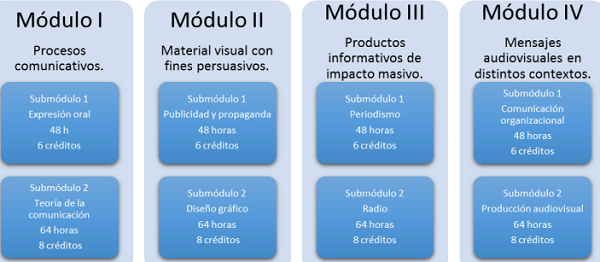 Módulo I
Procesos
comunicativos.
Submódulo 1
Expresión oral
48 h
6 créditos
Submódulo 2
Teoría de la
comunicación
64 horas
8 créditos
Módulo II
Material visual con
fines persuasivos.
Submódulo 1
Publicidad y propaganda
48 horas
6 créditos
Submódulo 2
Diseño gráfico
64 horas
8 créditos
Módulo III
Productos
informativos de
impacto masivo.
Submódulo 1
Periodismo
48 horas
6 créditos
Submódulo 2
Radio
64 horas
8 créditos
Módulo IV
Mensajes
audiovisuales en
distintos contextos.
Submódulo 1
Comunicación
organizacional
48 horas
6 créditos
Submódulo 2
Producción audiovisual
64 horas
8 créditos